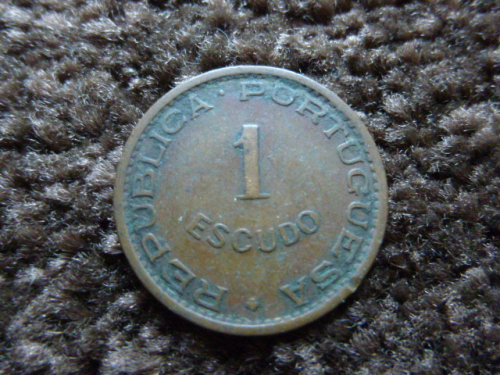 REPUBLICA · PORTUGUESA
1
ESCUDO